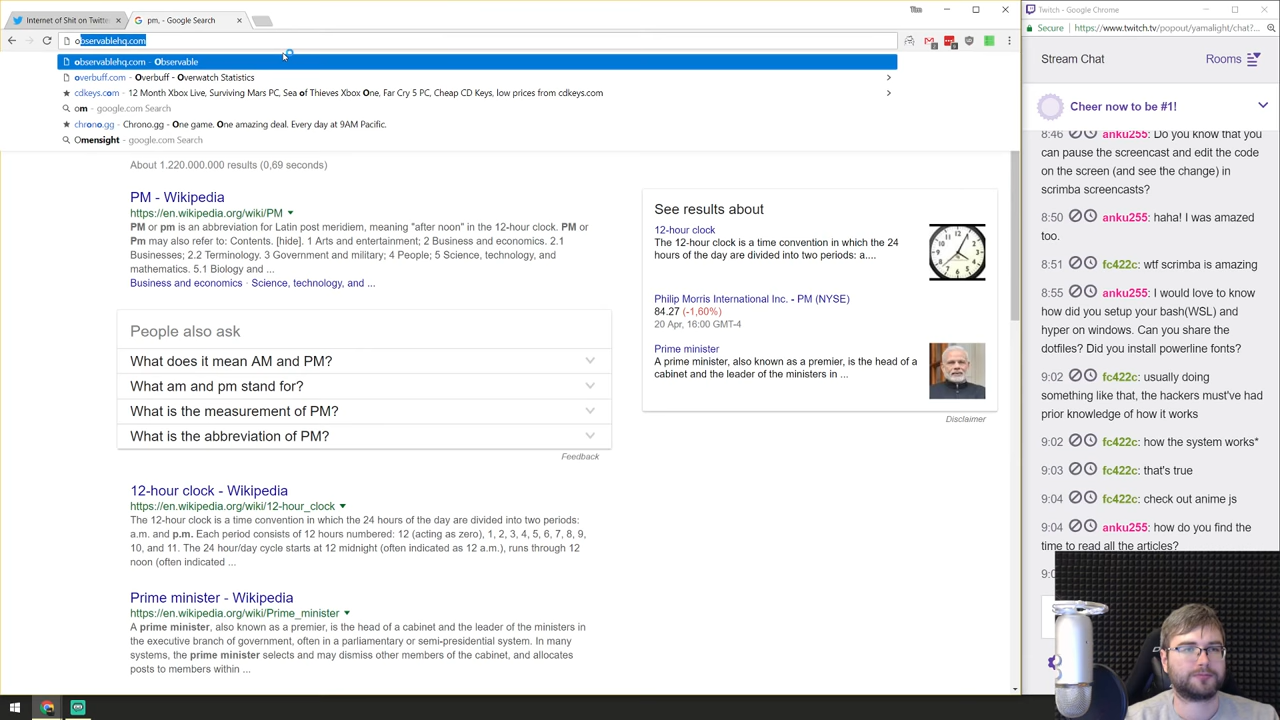 Internet of Shit on Twitte
pm, - Google Search
Tim
observablehq.com
observablehq.com – Observable
overbuff.com – Overbuff - Overwatch Statistics
cdkeys.com – 12 Month Xbox Live, Surviving Mars PC, Sea of Thieves Xbox One, Far Cry 5 PC, Cheap CD Keys, low prices from cdkeys.com
om – google.com Search
chrono.gg – Chrono.gg - One game. One amazing deal. Every day at 9AM Pacific.
Omensight – google.com Search
About 1.220.000.000 results (0,69 seconds)
PM - Wikipedia
https://en.wikipedia.org/wiki/PM
PM or pm is an abbreviation for Latin post meridiem, meaning "after noon" in the 12-hour clock. PM or
Pm may also refer to: Contents. [hide]. 1 Arts and entertainment; 2 Business and economics. 2.1
Businesses; 2.2 Terminology. 3 Government and military; 4 People; 5 Science, technology, and
mathematics. 5.1 Biology and ...
Business and economics · Science, technology, and ...
People also ask
What does it mean AM and PM?
What am and pm stand for?
What is the measurement of PM?
What is the abbreviation of PM?
Feedback
12-hour clock - Wikipedia
https://en.wikipedia.org/wiki/12-hour_clock
The 12-hour clock is a time convention in which the 24 hours of the day are divided into two periods:
a.m. and p.m. Each period consists of 12 hours numbered: 12 (acting as zero), 1, 2, 3, 4, 5, 6, 7, 8, 9,
10, and 11. The 24 hour/day cycle starts at 12 midnight (often indicated as 12 a.m.), runs through 12
noon (often indicated ...
Prime minister - Wikipedia
https://en.wikipedia.org/wiki/Prime_minister
A prime minister, also known as a premier, is the head of a cabinet and the leader of the ministers in
the executive branch of government, often in a parliamentary or semi-presidential system. In many
systems, the prime minister selects and may dismiss other members of the cabinet, and allocates
posts to members within ...
See results about
12-hour clock
The 12-hour clock is a time convention in which the 24
hours of the day are divided into two periods: a....
Philip Morris International Inc. - PM (NYSE)
84.27 (-1,60%)
20 Apr, 16:00 GMT-4
Prime minister
A prime minister, also known as a premier, is the head of a
cabinet and the leader of the ministers in ...
Disclaimer
Twitch - Google Chrome
Secure
https://www.twitch.tv/popout/yamalight/chat?...
Stream Chat
Rooms
Cheer now to be #1!
8:46 anku255: Do you know that you
can pause the screencast and edit the code
on the screen (and see the change) in
scrimba screencasts?
8:50 anku255: haha! I was amazed
too.
8:51 fc422c: wtf scrimba is amazing
8:55 anku255: I would love to know
how did you setup your bash(WSL) and
hyper on windows. Can you share the
dotfiles? Did you install powerline fonts?
9:02 fc422c: usually doing
something like that, the hackers must've had
prior knowledge of how it works
9:02 fc422c: how the system works*
9:03 fc422c: that's true
9:04 fc422c: check out anime js
9:04 anku255: how do you find the
time to read all the articles?